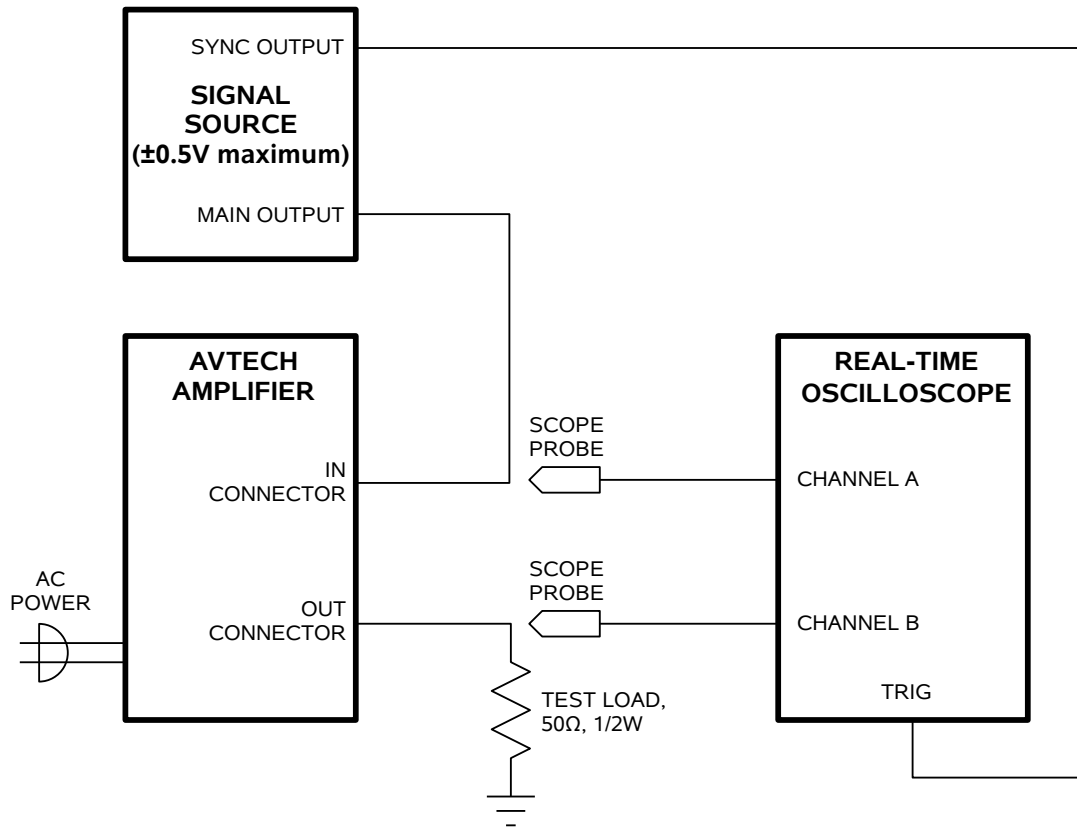 SYNC OUTPUT
SIGNAL
SOURCE
(±0.5V maximum)
MAIN OUTPUT
AVTECH
AMPLIFIER
IN
CONNECTOR
OUT
CONNECTOR
AC
POWER
SCOPE
PROBE
SCOPE
PROBE
TEST LOAD,
50Ω, 1/2W
REAL-TIME
OSCILLOSCOPE
CHANNEL A
CHANNEL B
TRIG